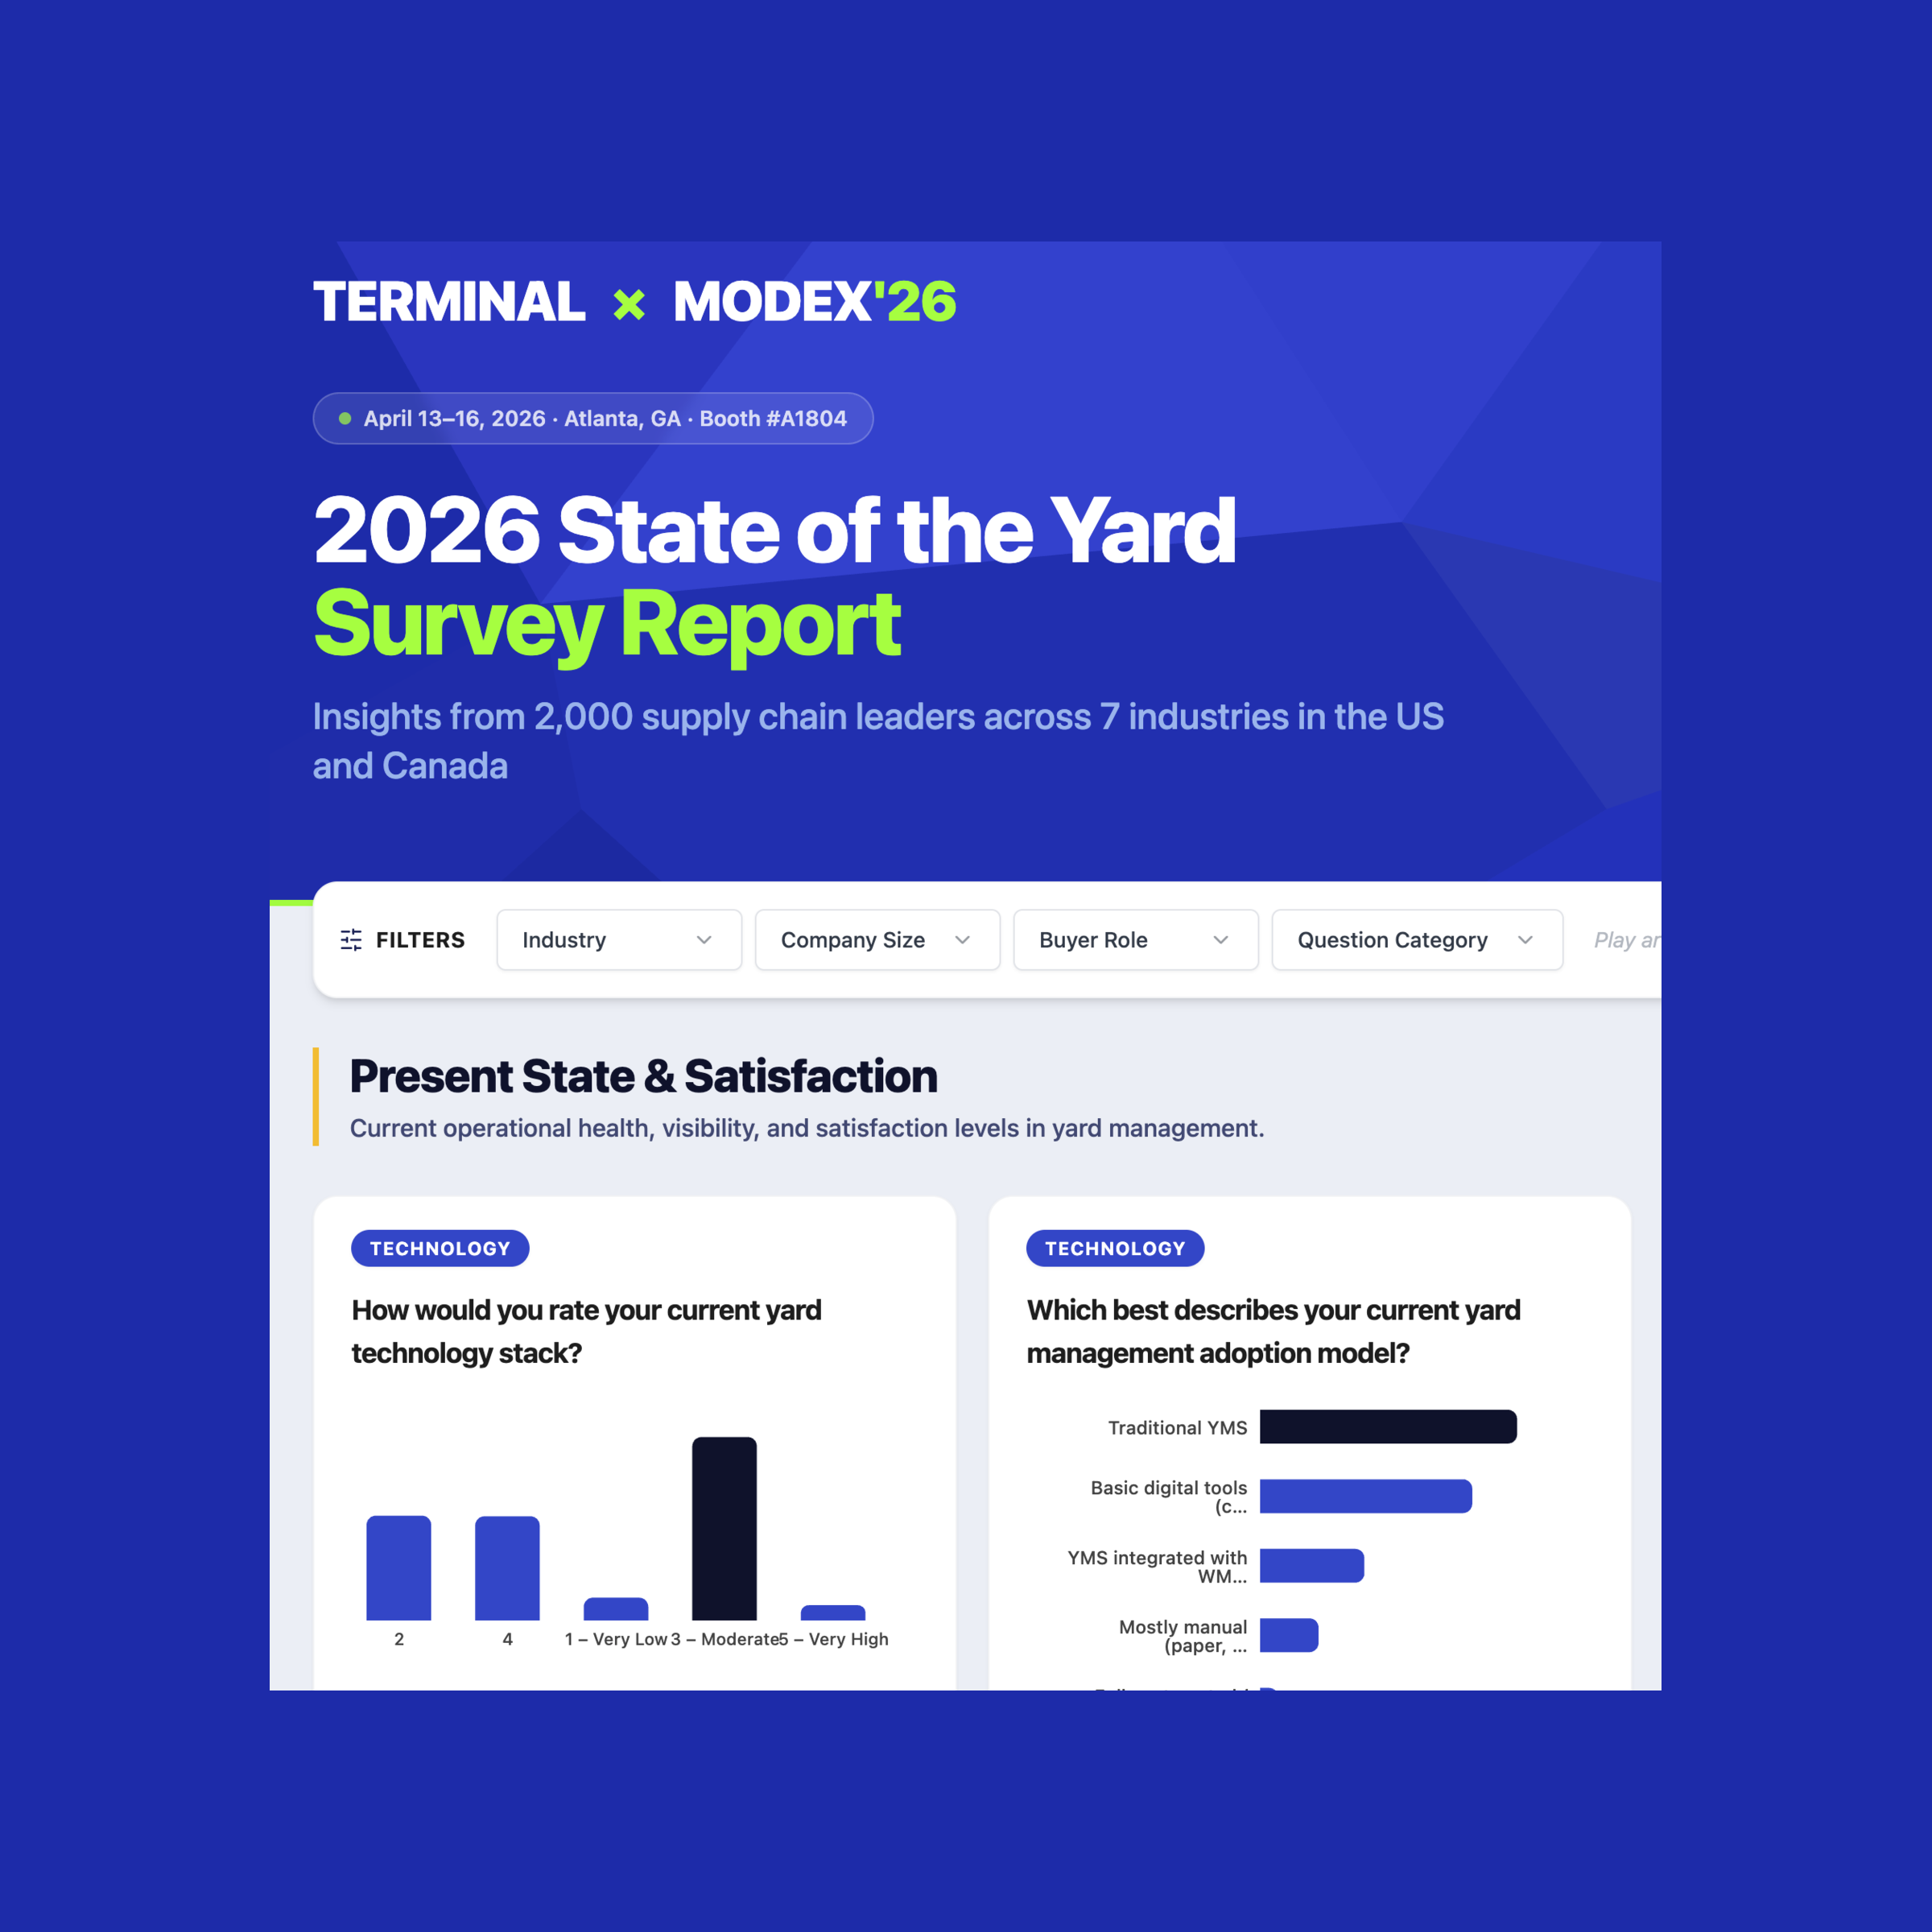 TERMINAL × MODEX'26
April 13–16, 2026 · Atlanta, GA · Booth #A1804
2026 State of the Yard
Survey Report
Insights from 2,000 supply chain leaders across 7 industries in the US
and Canada
FILTERS
Industry
Company Size
Buyer Role
Question Category
Play
Present State & Satisfaction
Current operational health, visibility, and satisfaction levels in yard management.
TECHNOLOGY
How would you rate your current yard
technology stack?
2
4
1 – Very Low
3 – Moderate
5 – Very High
TECHNOLOGY
Which best describes your current yard
management adoption model?
Traditional YMS
Basic digital tools
(c...
YMS integrated with
WM...
Mostly manual
(paper, ...